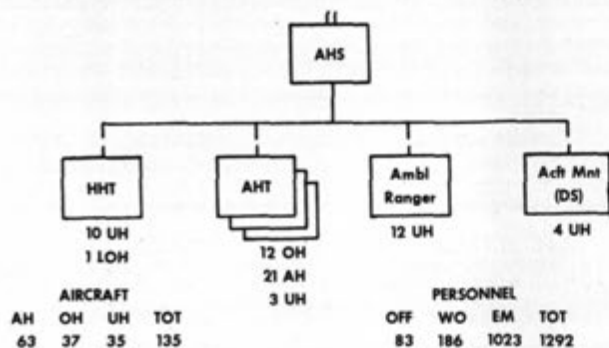 AHS
HHT
AHT
Ambl
Ranger
Acft Mnt
(DS)
10 UH
1 LOH
12 OH
21 AH
3 UH
12 UH
4 UH
AIRCRAFT
AH OH UH TOT
63 37 35 135
PERSONNEL
OFF WO EM TOT
83 186 1023 1292